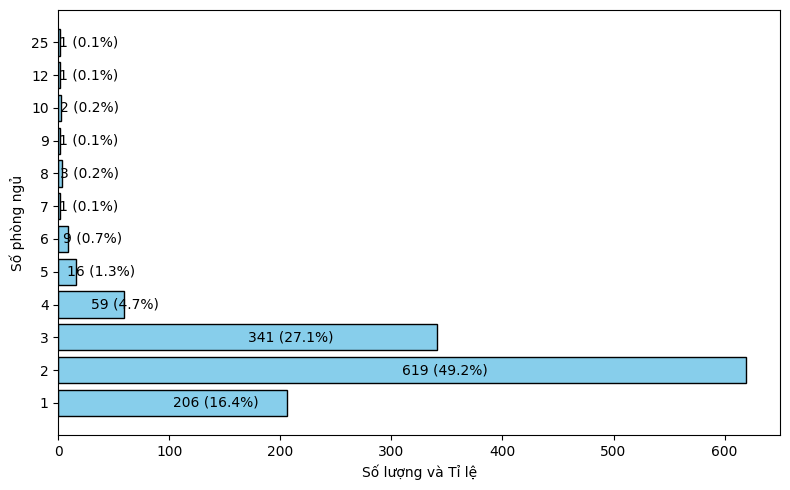 25 1 (0.1%)
12 1 (0.1%)
10 2 (0.2%)
9 1 (0.1%)
8 3 (0.2%)
7 1 (0.1%)
6 9 (0.7%)
5 16 (1.3%)
4 59 (4.7%)
3 341 (27.1%)
2 619 (49.2%)
1 206 (16.4%)
0 100 200 300 400 500 600
Số lượng và Tỉ lệ
Số phòng ngủ